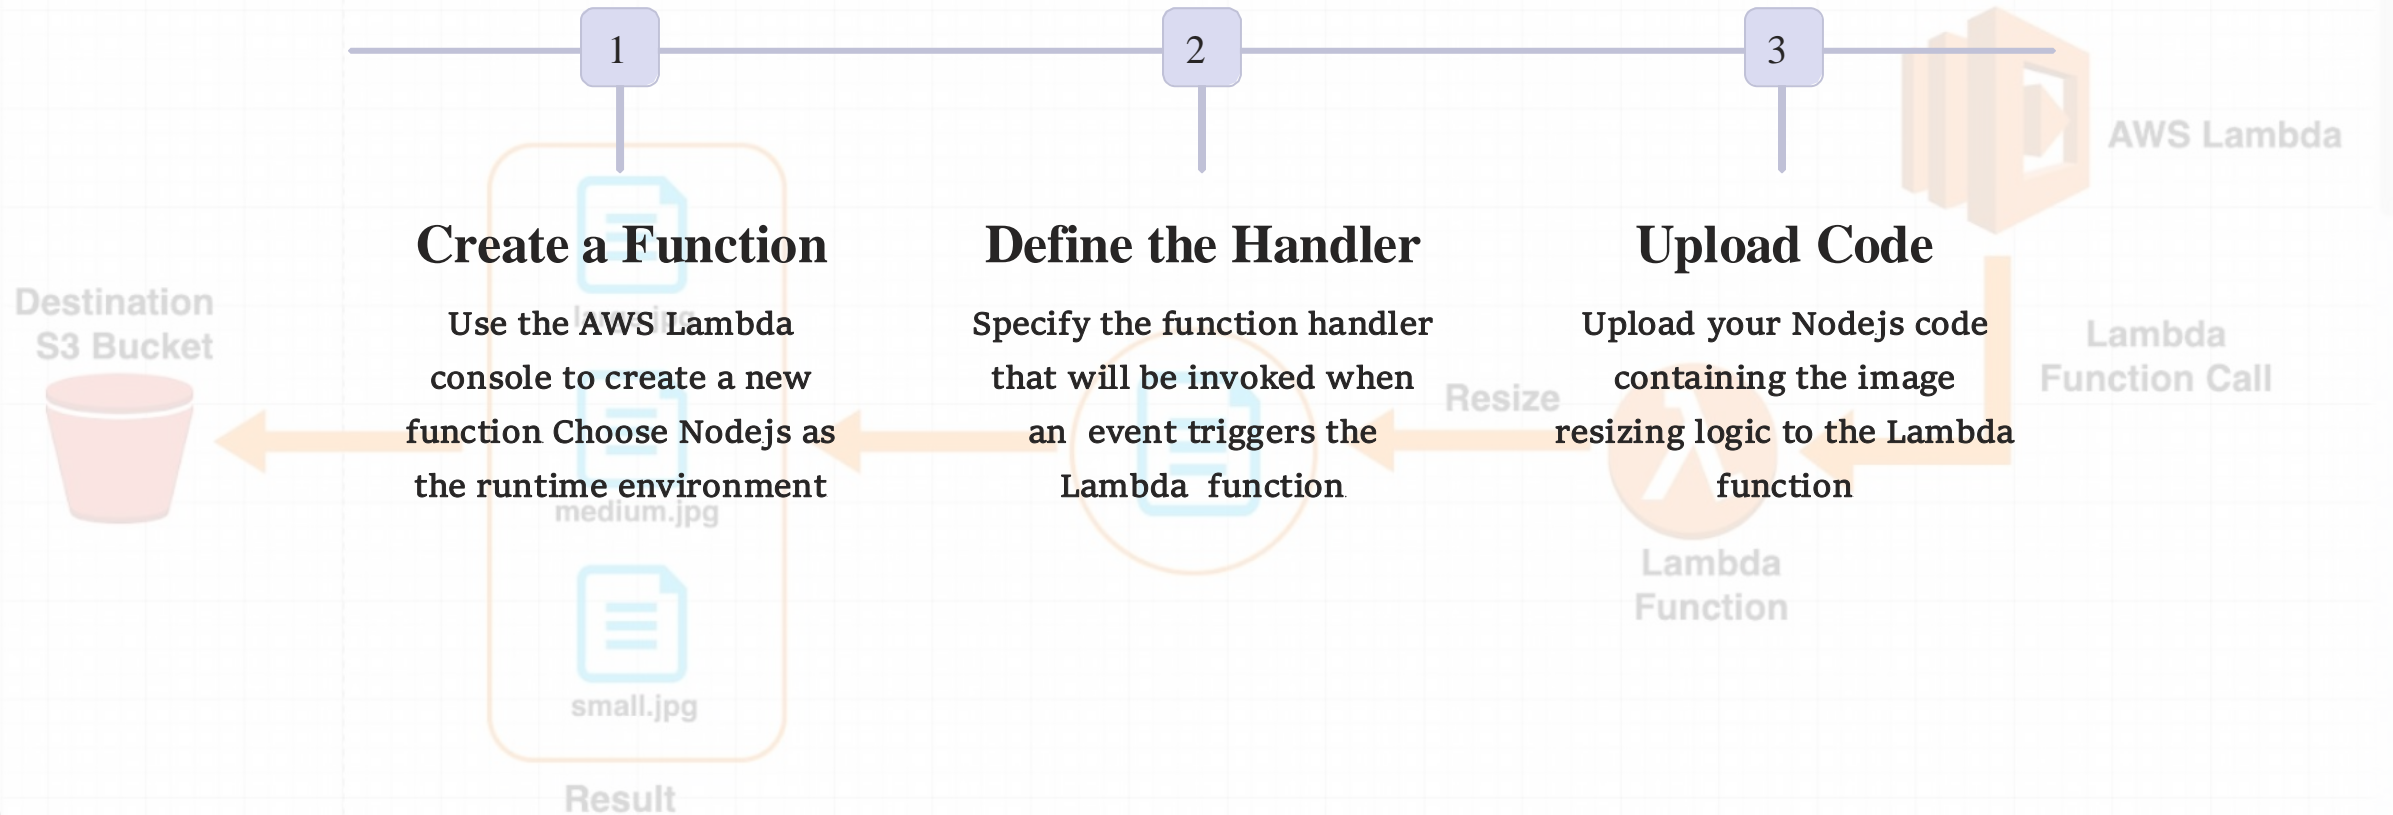 1
2
3
Create a Function
Use the AWS Lambda
console to create a new
function Choose Nodejs as
the runtime environment
Define the Handler
Specify the function handler
that will be invoked when
an event triggers the
Lambda function
Upload Code
Upload your Nodejs code
containing the image
resizing logic to the Lambda
function
AWS Lambda
Lambda
Function Call
Lambda
Function
Resize
large.jpg
medium.jpg
small.jpg
Result
Destination
S3 Bucket